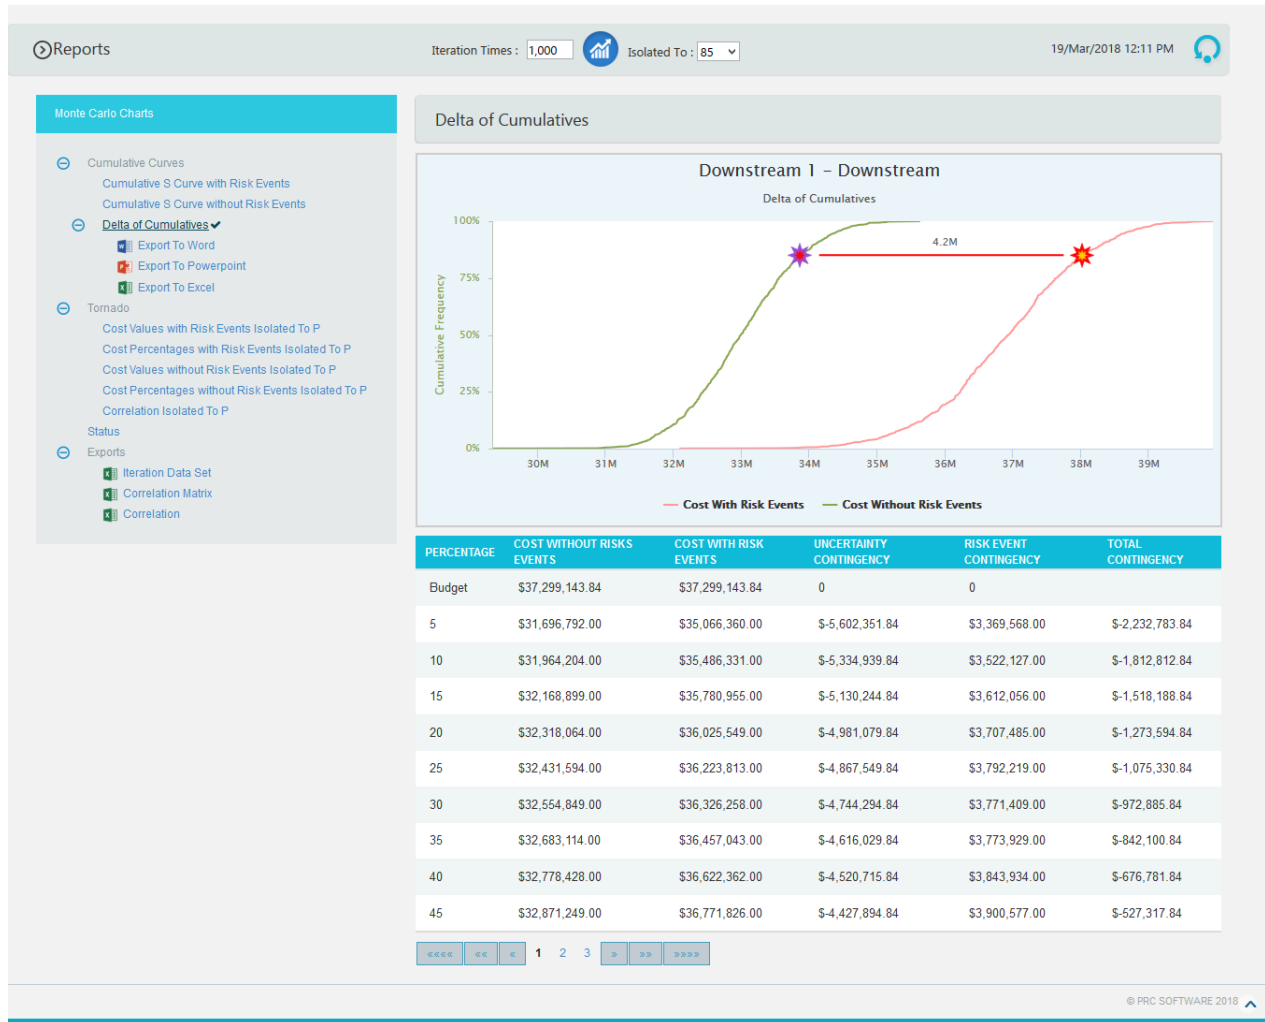 Reports
Iteration Times : 1,000 Isolated To : 85
19/Mar/2018 12:11 PM
Monte Carlo Charts
Cumulative Curves
Cumulative S Curve with Risk Events
Cumulative S Curve without Risk Events
Delta of Cumulatives
Export To Word
Export To Powerpoint
Export To Excel
Tornado
Cost Values with Risk Events Isolated To P
Cost Percentages with Risk Events Isolated To P
Cost Values without Risk Events Isolated To P
Cost Percentages without Risk Events Isolated To P
Correlation Isolated To P
Status
Exports
Iteration Data Set
Correlation Matrix
Correlation
Delta of Cumulatives
Downstream 1 – Downstream
Delta of Cumulatives
Cumulative Frequency
100%
75%
50%
25%
0%
4.2M
30M 31M 32M 33M 34M 35M 36M 37M 38M 39M
Cost With Risk Events Cost Without Risk Events
PERCENTAGE COST WITHOUT RISKS EVENTS COST WITH RISK EVENTS UNCERTAINTY CONTINGENCY RISK EVENT CONTINGENCY TOTAL CONTINGENCY
Budget $37,299,143.84 $37,299,143.84 0 0
5 $31,696,792.00 $35,066,360.00 $-5,602,351.84 $3,369,568.00 $-2,232,783.84
10 $31,964,204.00 $35,486,331.00 $-5,334,939.84 $3,522,127.00 $-1,812,812.84
15 $32,168,899.00 $35,780,955.00 $-5,130,244.84 $3,612,056.00 $-1,518,188.84
20 $32,318,064.00 $36,025,549.00 $-4,981,079.84 $3,707,485.00 $-1,273,594.84
25 $32,431,594.00 $36,223,813.00 $-4,867,549.84 $3,792,219.00 $-1,075,330.84
30 $32,554,849.00 $36,326,258.00 $-4,744,294.84 $3,771,409.00 $-972,885.84
35 $32,683,114.00 $36,457,043.00 $-4,616,029.84 $3,773,929.00 $-842,100.84
40 $32,778,428.00 $36,622,362.00 $-4,520,715.84 $3,843,934.00 $-676,781.84
45 $32,871,249.00 $36,771,826.00 $-4,427,894.84 $3,900,577.00 $-527,317.84
«««« «« « 1 2 3 » »» »»»»
© PRC SOFTWARE 2018